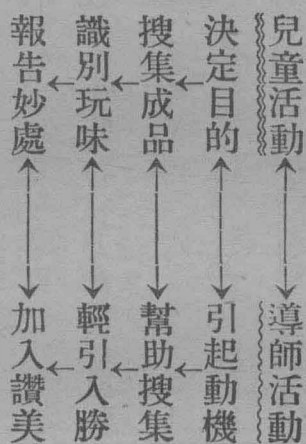 兒童活動
導師活動
決定目的
引起動機
搜集成品
幫助搜集
識別玩味
輕引入勝
報告妙處
加入讚美